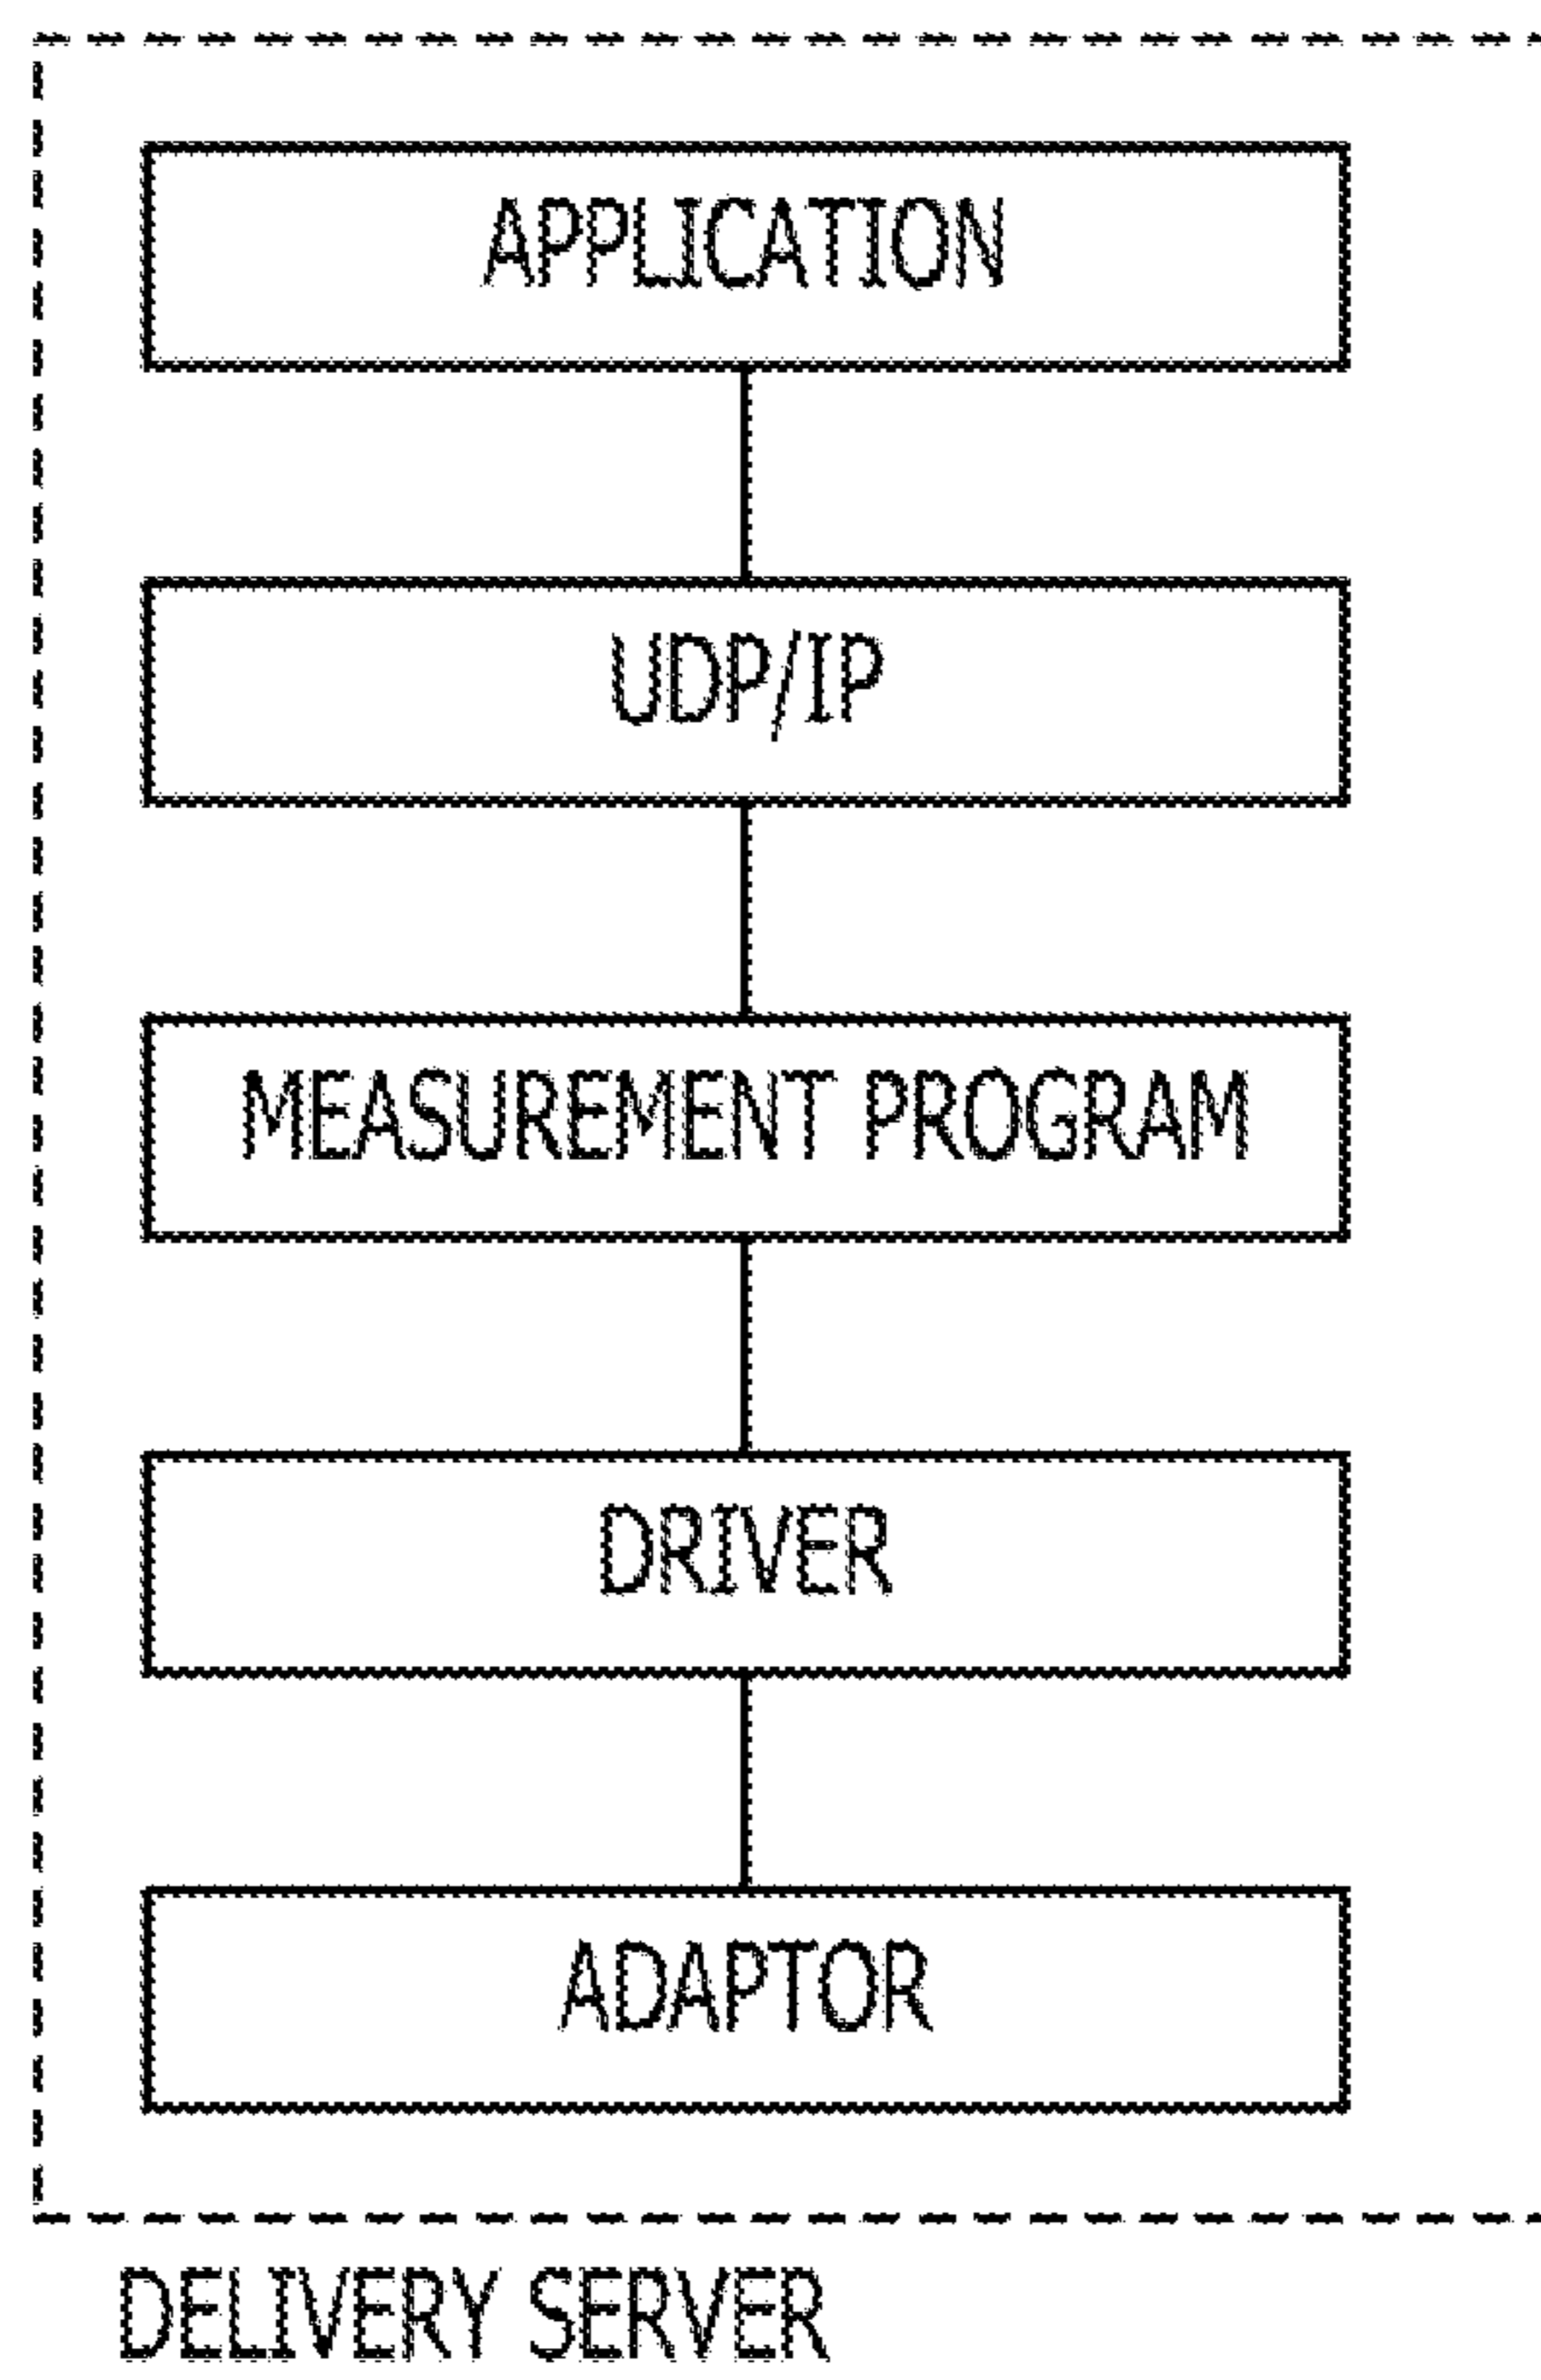 APPLICATION
UDP/IP
MEASUREMENT PROGRAM
DRIVER
ADAPTOR
DELIVERY SERVER